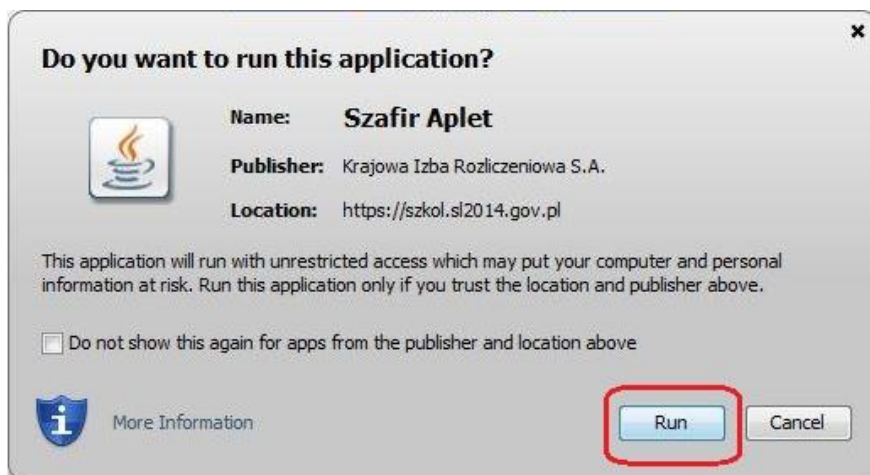 Do you want to run this application?
Name: Szafir Aplet
Publisher: Krajowa Izba Rozliczeniowa S.A.
Location: https://szkol.sl2014.gov.pl
This application will run with unrestricted access which may put your computer and personal
information at risk. Run this application only if you trust the location and publisher above.
Do not show this again for apps from the publisher and location above
More Information
Run Cancel